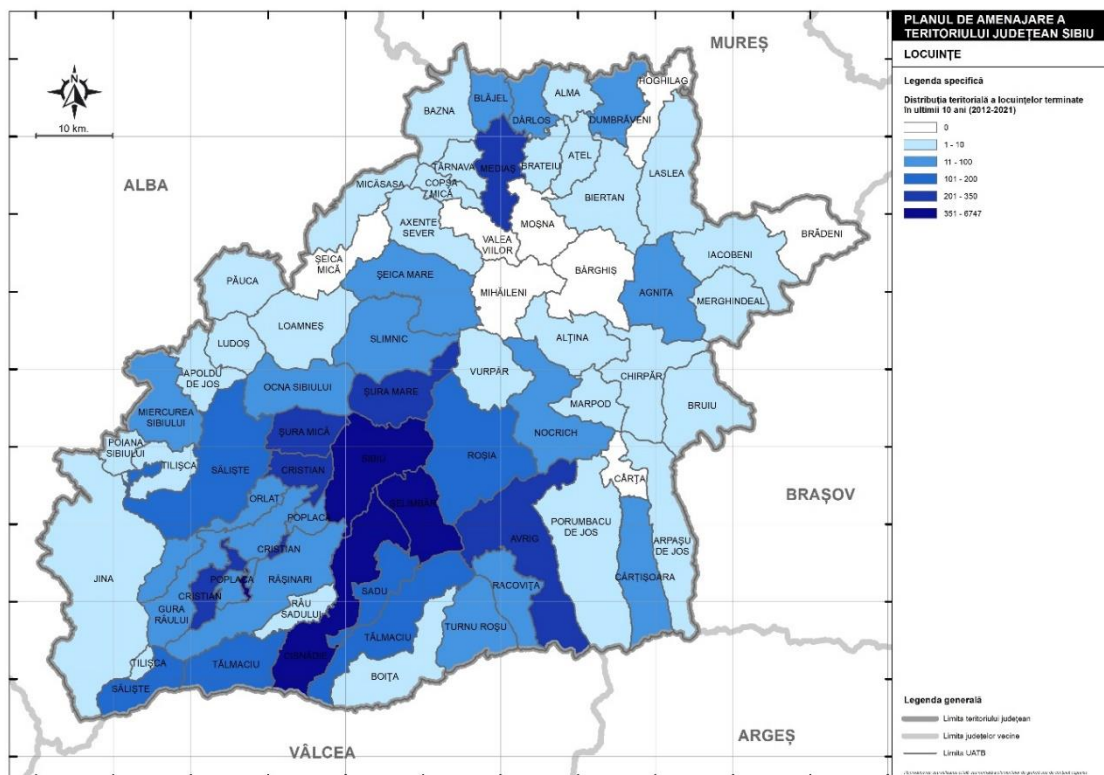 PLANUL DE AMENAJARE A
TERITORIULUI JUDEȚEAN SIBIU
LOCUINȚE
Legenda specifică
Distribuția teritorială a locuințelor terminate
în ultimii 10 ani (2012-2021)
0
1 - 10
11 - 100
101 - 200
201 - 350
351 - 6747
Legenda generală
Limita teritoriului județean
Limita județelor vecine
Limita UATB
N
10 km.
MUREȘ
ALBA
BRAȘOV
ARGEȘ
VÂLCEA
HOGHILAG
BAZNA
BLĂJEL
ALMA
DÂRLOS
DUMBRĂVENI
TÂRNAVA
MEDIAȘ
BRATEIU
AȚEL
LASLEA
MICĂSASA
COPȘA
MICĂ
BIERTAN
AXENTE
SEVER
MOȘNA
VALEA
VIILOR
BRĂDENI
ȘEICA
MICĂ
ȘEICA MARE
BÂRGHIȘ
IACOBENI
PĂUCA
MIHĂILENI
AGNITA
MERGHINDEAL
LOAMNEȘ
LUDOȘ
SLIMNIC
ALȚINA
APOLDU
DE JOS
VURPĂR
CHIRPĂR
OCNA SIBIULUI
ȘURA MARE
MARPOD
BRUIU
MIERCUREA
SIBIULUI
ȘURA MICĂ
NOCRICH
POIANA
SIBIULUI
TILIȘCA
SĂLIȘTE
CRISTIAN
SIBIU
ROȘIA
CÂRȚA
ORLAT
ȘELIMBĂR
POPLACA
PORUMBACU
DE JOS
AVRIG
ARPAȘU
DE JOS
CRISTIAN
JINA
POPLACA
RĂȘINARI
CÂRȚIȘOARA
CRISTIAN
SADU
RACOVIȚA
GURA
RÂULUI
RÂU
SADULUI
TURNU ROȘU
TĂLMACIU
TILIȘCA
TĂLMACIU
CISNĂDIE
BOIȚA
SĂLIȘTE